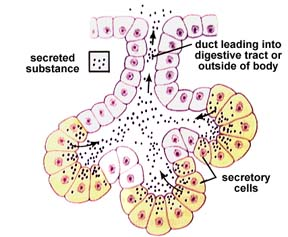 secreted
substance
duct leading into
digestive tract or
outside of body
secretory
cells